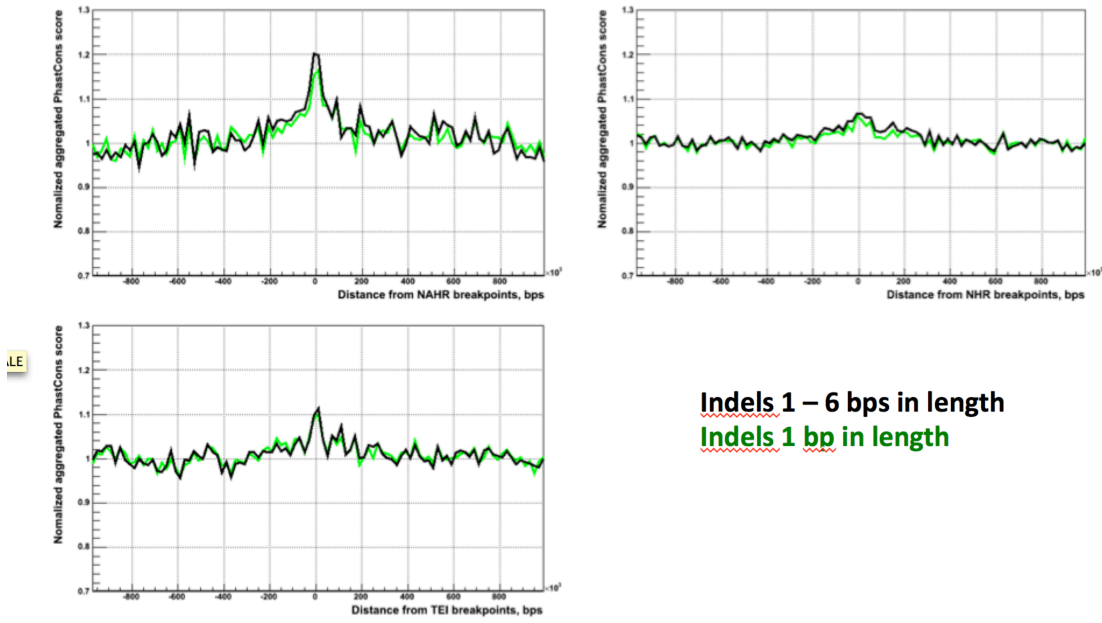 1.3
1.2
1.1
1
0.9
0.8
0.7
Nomalized aggregated PhastCons score
-800 -600 -400 -200 0 200 400 600 800
×10³
Distance from NAHR breakpoints, bps
1.3
1.2
1.1
1
0.9
0.8
0.7
Nomalized aggregated PhastCons score
-800 -600 -400 -200 0 200 400 600 800
×10³
Distance from NHR breakpoints, bps
ALE
1.3
1.2
1.1
1
0.9
0.8
0.7
Nomalized aggregated PhastCons score
-800 -600 -400 -200 0 200 400 600 800
×10³
Distance from TEI breakpoints, bps
Indels 1 – 6 bps in length
Indels 1 bp in length